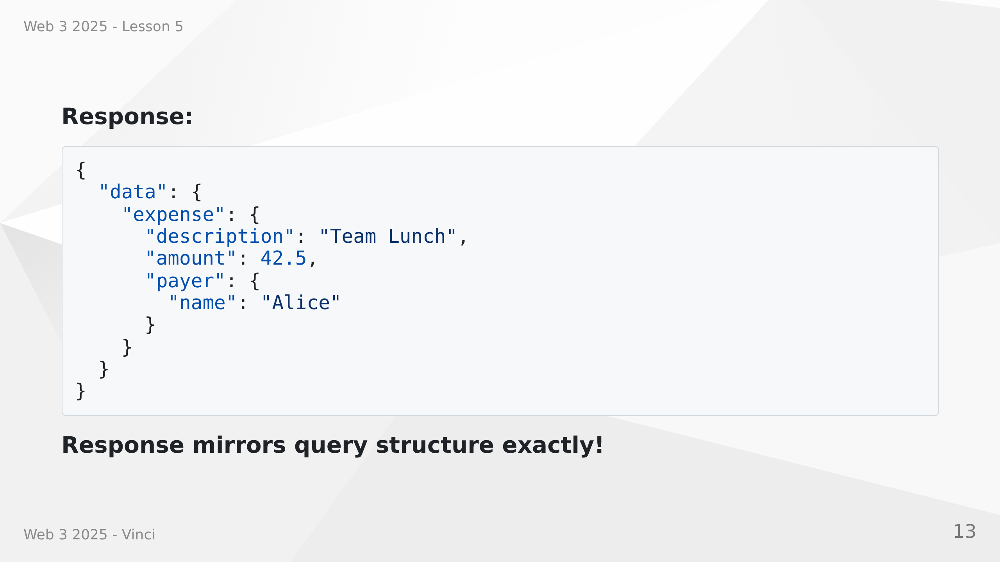 Web 3 2025 - Lesson 5
Response:
{
  "data": {
    "expense": {
      "description": "Team Lunch",
      "amount": 42.5,
      "payer": {
        "name": "Alice"
      }
    }
  }
}
Response mirrors query structure exactly!
Web 3 2025 - Vinci
13